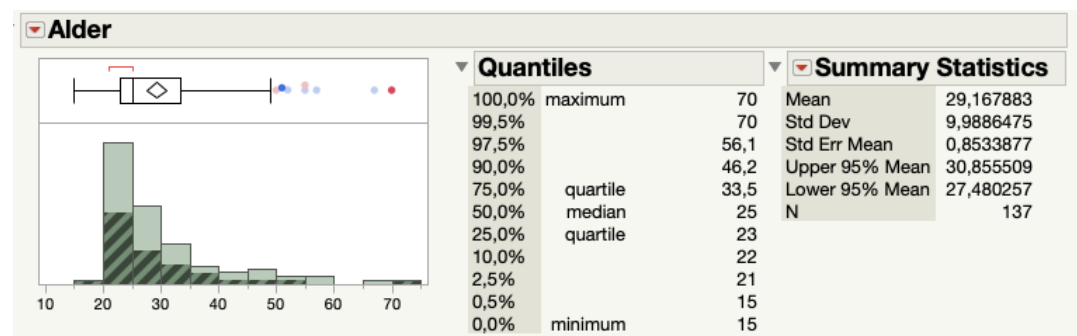 Alder
10 20 30 40 50 60 70
Quantiles
100,0% maximum 70
99,5% 70
97,5% 56,1
90,0% 46,2
75,0% quartile 33,5
50,0% median 25
25,0% quartile 23
10,0% 22
2,5% 21
0,5% 15
0,0% minimum 15
Summary Statistics
Mean 29,167883
Std Dev 9,9886475
Std Err Mean 0,8533877
Upper 95% Mean 30,855509
Lower 95% Mean 27,480257
N 137